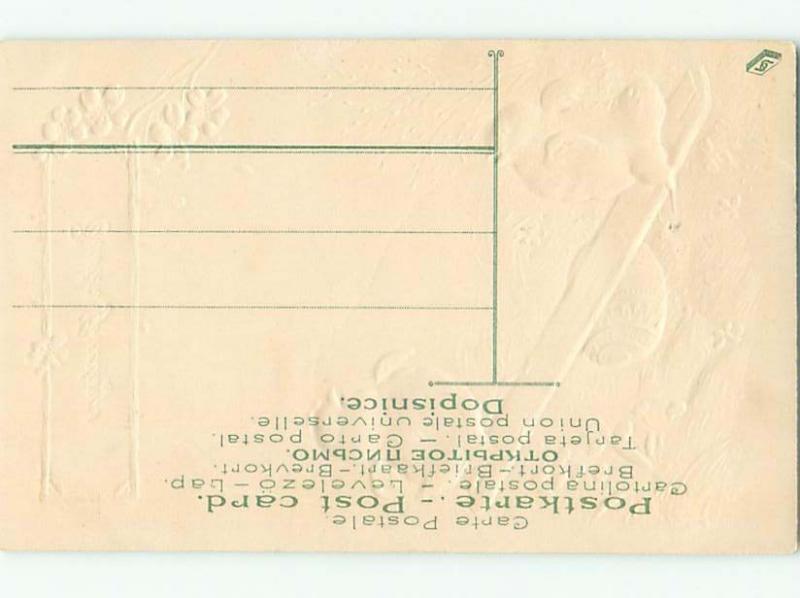 Carte Postale.
Postkarte. - Post card.
Cartolina postale. - Levelező-Lap.
Brefkort.-Briefkaart-Brevkort.
ОТКРЫТОЕ ПИСЬМО.
Tarjeta postal. - Carto postal.
Union postale universelle.
Dopisnice.